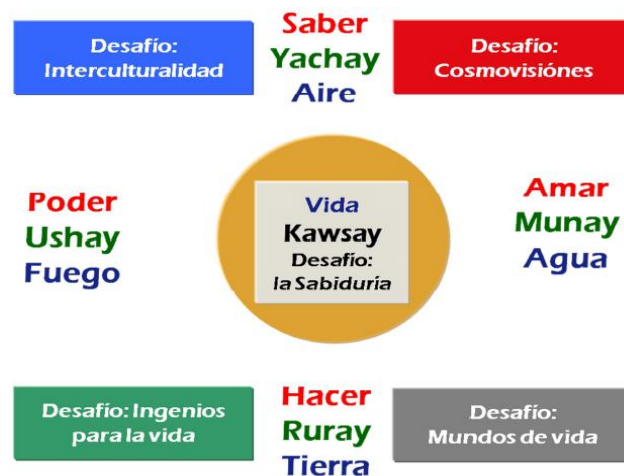 Desafío:
Interculturalidad
Saber
Yachay
Aire
Desafío:
Cosmovisiónes
Poder
Ushay
Fuego
Vida
Kawsay
Desafío:
la Sabiduría
Amar
Munay
Agua
Desafío: Ingenios
para la vida
Hacer
Ruray
Tierra
Desafío:
Mundos de vida